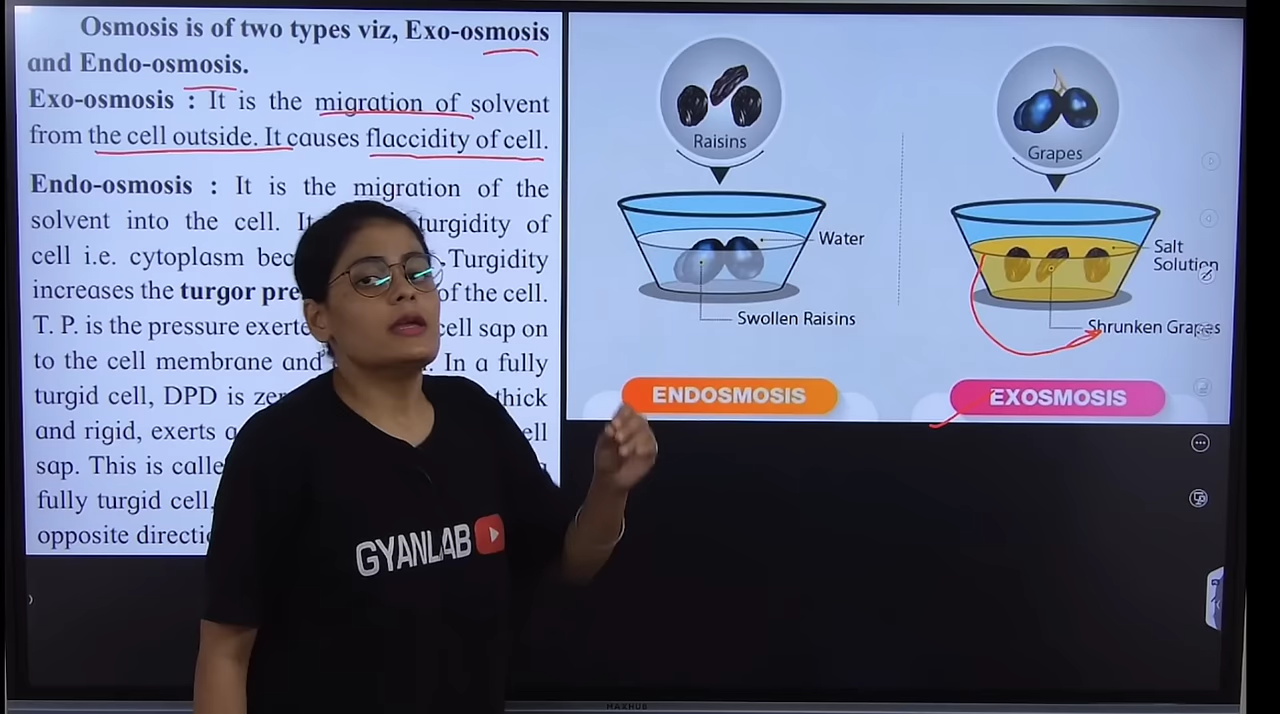 Osmosis is of two types viz, Exo-osmosis
and Endo-osmosis.
Exo-osmosis : It is the migration of solvent
from the cell outside. It causes flaccidity of cell.
Endo-osmosis : It is the migration of the
solvent into the cell. It turgidity of
cell i.e. cytoplasm bec . Turgidity
increases the turgor pre of the cell.
T. P. is the pressure exerte cell sap on
to the cell membrane and . In a fully
turgid cell, DPD is ze thick
and rigid, exerts a ell
sap. This is calle
fully turgid cell,
opposite directi
Raisins
Water
Swollen Raisins
ENDOSMOSIS
Grapes
Salt
Solution
Shrunken Grapes
EXOSMOSIS
GYANLAB
MAXHUB